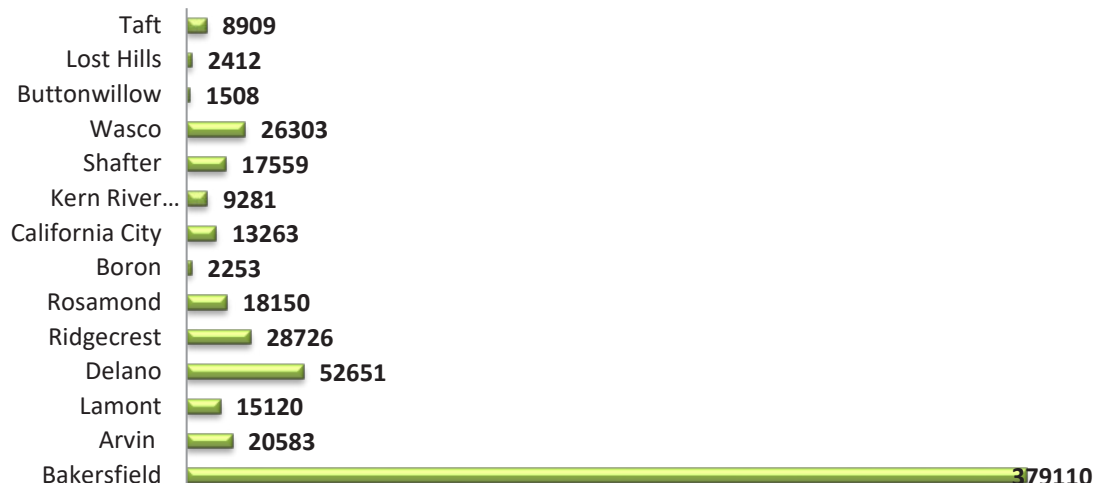 Taft 8909
Lost Hills 2412
Buttonwillow 1508
Wasco 26303
Shafter 17559
Kern River... 9281
California City 13263
Boron 2253
Rosamond 18150
Ridgecrest 28726
Delano 52651
Lamont 15120
Arvin 20583
Bakersfield 379110